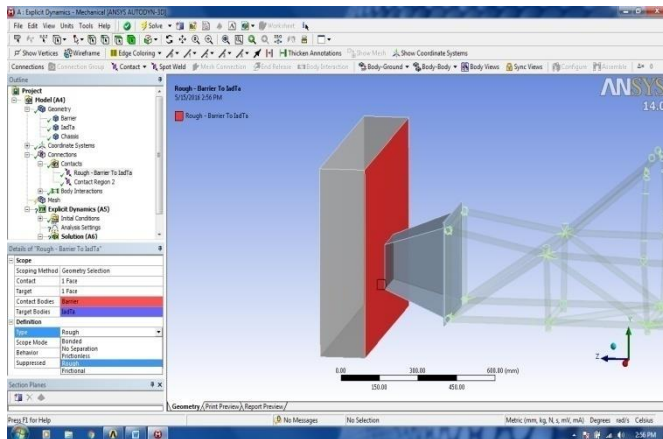 A : Explicit Dynamics - Mechanical [ANSYS AUTODYN-3D]
File Edit View Units Tools Help Solve Worksheet
Show Vertices Wireframe Edge Coloring Thicken Annotations Show Mesh Show Coordinate Systems
Connections Connection Group Contact Spot Weld Mesh Connection End Release Body Interaction Body-Ground Body-Body Body Views Sync Views Configure Assemble
Outline
Project
Model (A4)
Geometry
Barrier
IadTa
Chassis
Coordinate Systems
Connections
Contacts
Rough - Barrier To IadTa
Contact Region 2
Body Interactions
Mesh
Explicit Dynamics (A5)
Initial Conditions
Analysis Settings
Solution (A6)
Details of "Rough - Barrier To IadTa"
Scope
Scoping Method Geometry Selection
Contact 1 Face
Target 1 Face
Contact Bodies Barrier
Target Bodies IadTa
Definition
Type Rough
Scope Mode Bonded
No Separation
Behavior Frictionless
Suppressed Rough
Frictional
Section Planes
Rough - Barrier To IadTa
5/15/2016 2:56 PM
Rough - Barrier To IadTa
ANSYS
14.0
0.00 300.00 600.00 (mm)
150.00 450.00
Y
Z
Geometry Print Preview Report Preview
Press F1 for Help No Messages No Selection Metric (mm, kg, N, s, mV, mA) Degrees rad/s Celsius
2:56 PM